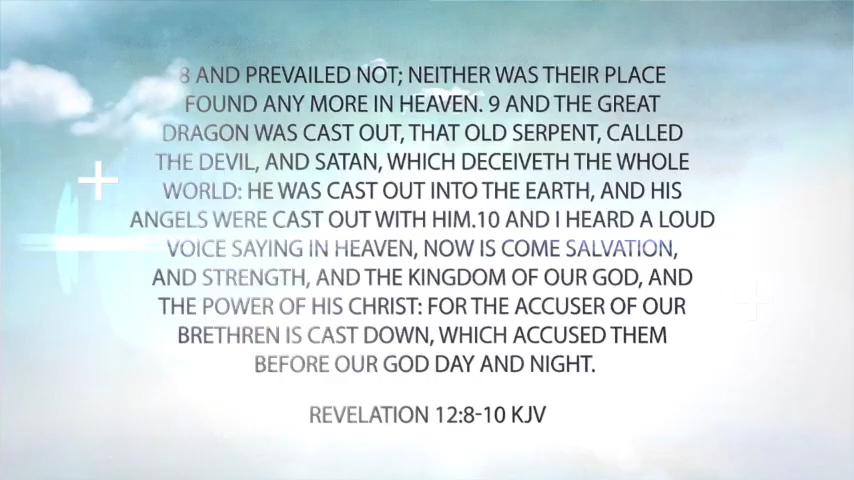 8 AND PREVAILED NOT; NEITHER WAS THEIR PLACE
FOUND ANY MORE IN HEAVEN. 9 AND THE GREAT
DRAGON WAS CAST OUT, THAT OLD SERPENT, CALLED
THE DEVIL, AND SATAN, WHICH DECEIVETH THE WHOLE
WORLD: HE WAS CAST OUT INTO THE EARTH, AND HIS
ANGELS WERE CAST OUT WITH HIM.10 AND I HEARD A LOUD
VOICE SAYING IN HEAVEN, NOW IS COME SALVATION,
AND STRENGTH, AND THE KINGDOM OF OUR GOD, AND
THE POWER OF HIS CHRIST: FOR THE ACCUSER OF OUR
BRETHREN IS CAST DOWN, WHICH ACCUSED THEM
BEFORE OUR GOD DAY AND NIGHT.
REVELATION 12:8-10 KJV